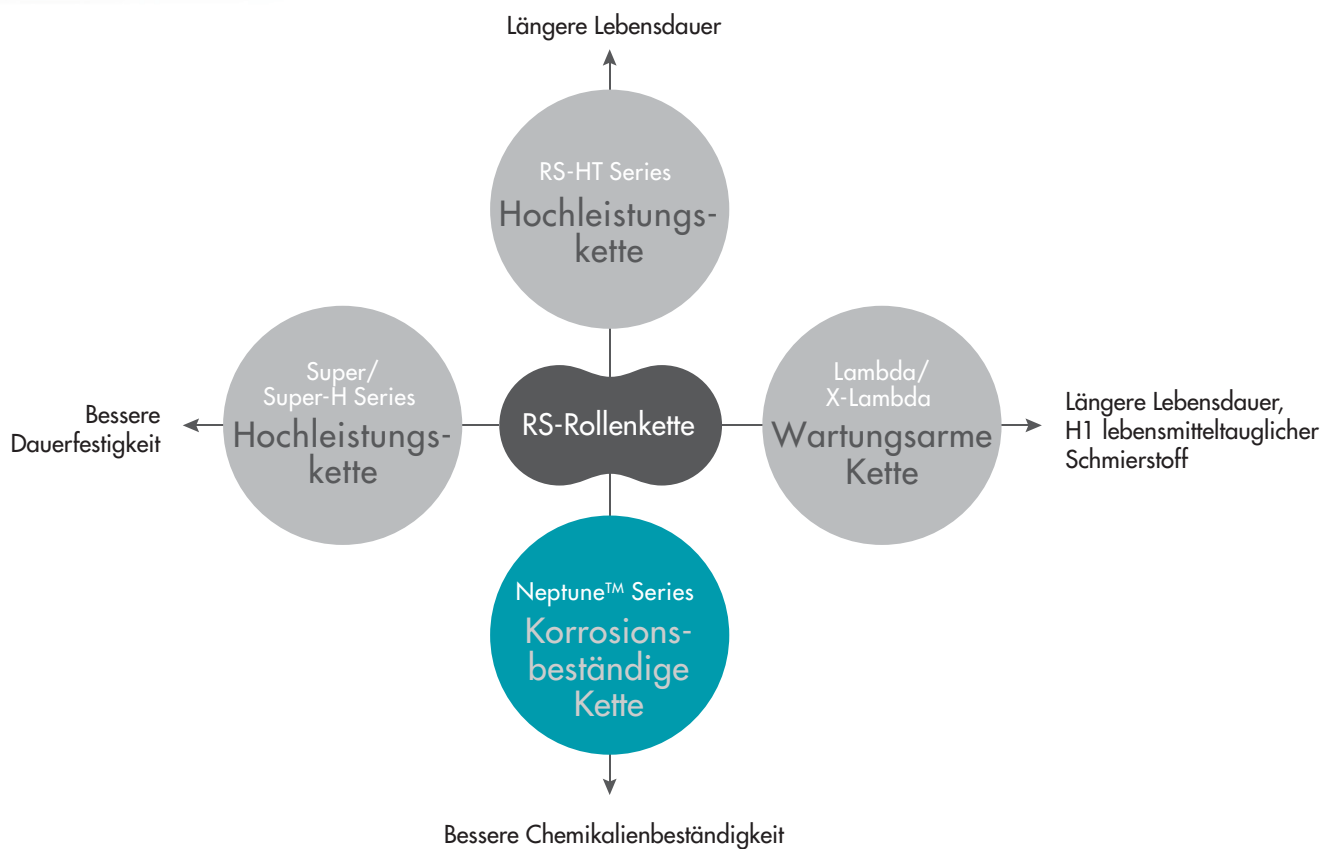 Längere Lebensdauer
RS-HT Series
Hochleistungs-
kette
Super/
Super-H Series
Hochleistungs-
kette
Bessere
Dauerfestigkeit
RS-Rollenkette
Lambda/
X-Lambda
Wartungsarme
Kette
Längere Lebensdauer,
H1 lebensmitteltauglicher
Schmierstoff
Neptune™ Series
Korrosions-
beständige
Kette
Bessere Chemikalienbeständigkeit